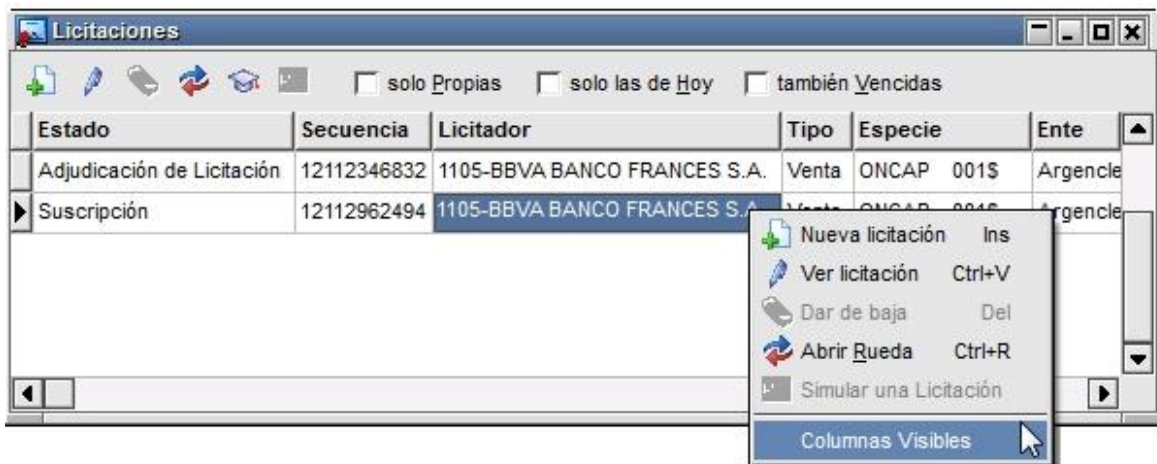 Licitaciones
solo Propias solo las de Hoy también Vencidas
Estado Secuencia Licitador Tipo Especie Ente
Adjudicación de Licitación 12112346832 1105-BBVA BANCO FRANCES S.A. Venta ONCAP 001$ Argencle
Suscripción 12112962494 1105-BBVA BANCO FRANCES S.A. Argencle
Nueva licitación Ins
Ver licitación Ctrl+V
Dar de baja Del
Abrir Rueda Ctrl+R
Simular una Licitación
Columnas Visibles